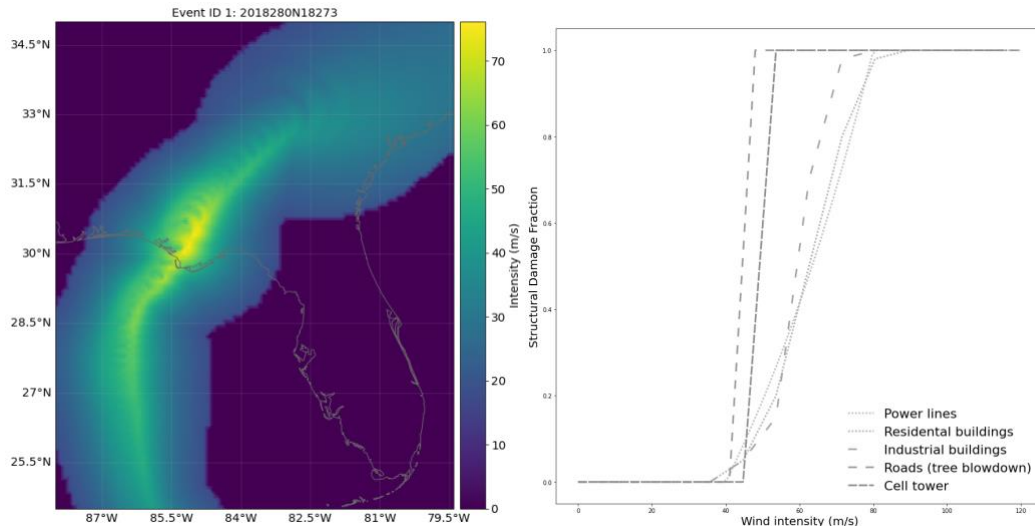 Event ID 1: 2018280N18273
34.5°N
33°N
31.5°N
30°N
28.5°N
27°N
25.5°N
87°W
85.5°W
84°W
82.5°W
81°W
79.5°W
70
60
50
40
30
20
10
0
Intensity (m/s)
Structural Damage Fraction
1.0
0.8
0.6
0.4
0.2
0.0
0
20
40
60
80
100
120
Wind intensity (m/s)
Power lines
Residental buildings
Industrial buildings
Roads (tree blowdown)
Cell tower